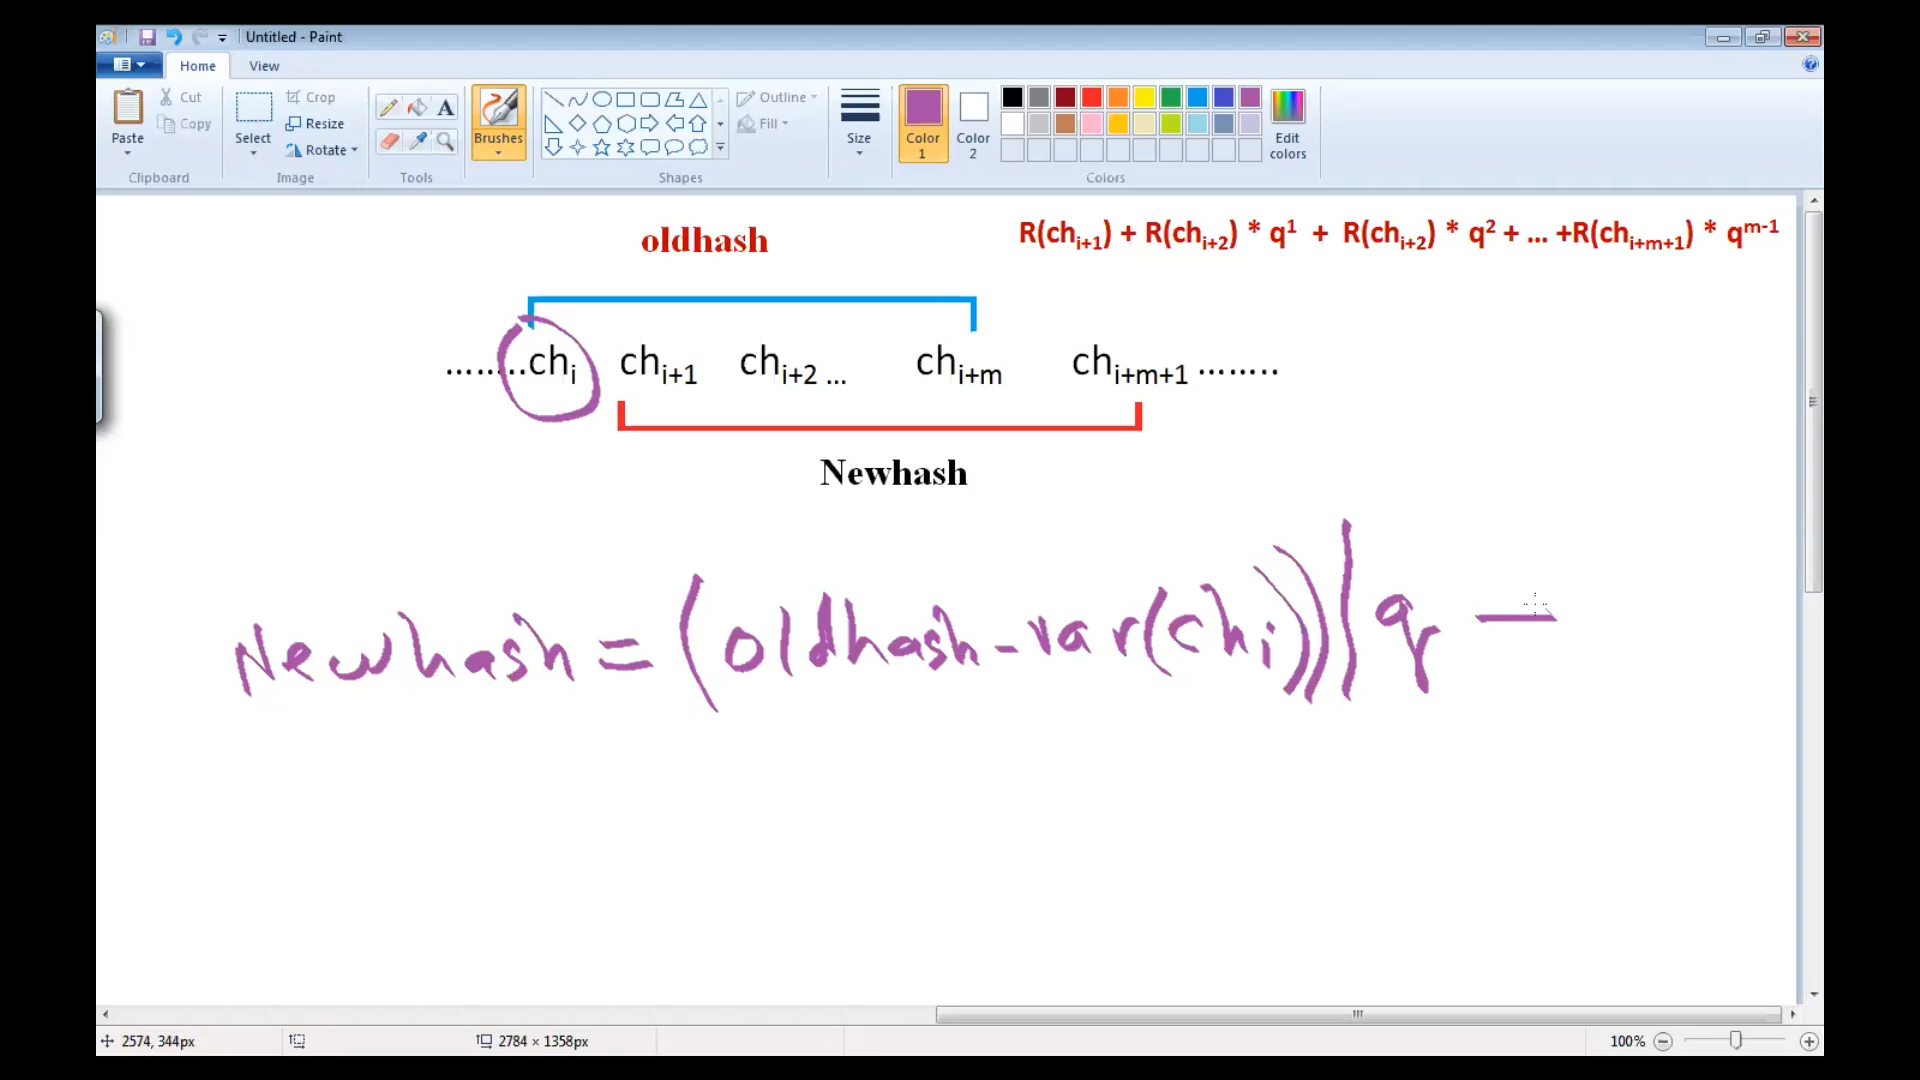 Untitled - Paint
Home View
Paste Cut Copy Select Crop Resize Rotate A Brushes Outline Fill Size Color 1 Color 2 Edit colors
Clipboard Image Tools Shapes Colors
oldhash R(chi+1) + R(chi+2) * q1 + R(chi+2) * q2 + ... +R(chi+m+1) * qm-1
........chi chi+1 chi+2 ... chi+m chi+m+1 ........
Newhash
Newhash = (oldhash-var(chi))/q —
2574, 344px 2784 × 1358px 100%